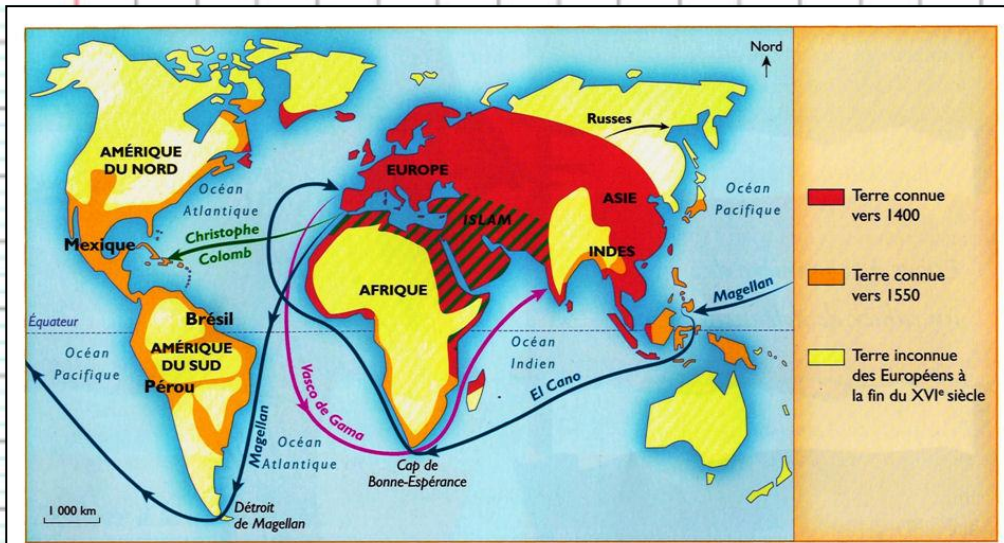 Nord
Russes
AMÉRIQUE
DU NORD
EUROPE
Océan
Atlantique
ASIE
Océan
Pacifique
ISLAM
Mexique
Christophe
Colomb
INDES
AFRIQUE
Magellan
Équateur
Brésil
Océan
Pacifique
AMÉRIQUE
DU SUD
Océan
Indien
Pérou
El Cano
Vasco de Gama
Magellan
Océan
Atlantique
Cap de
Bonne-Espérance
1 000 km
Détroit
de Magellan
Terre connue
vers 1400
Terre connue
vers 1550
Terre inconnue
des Européens à
la fin du XVIe siècle